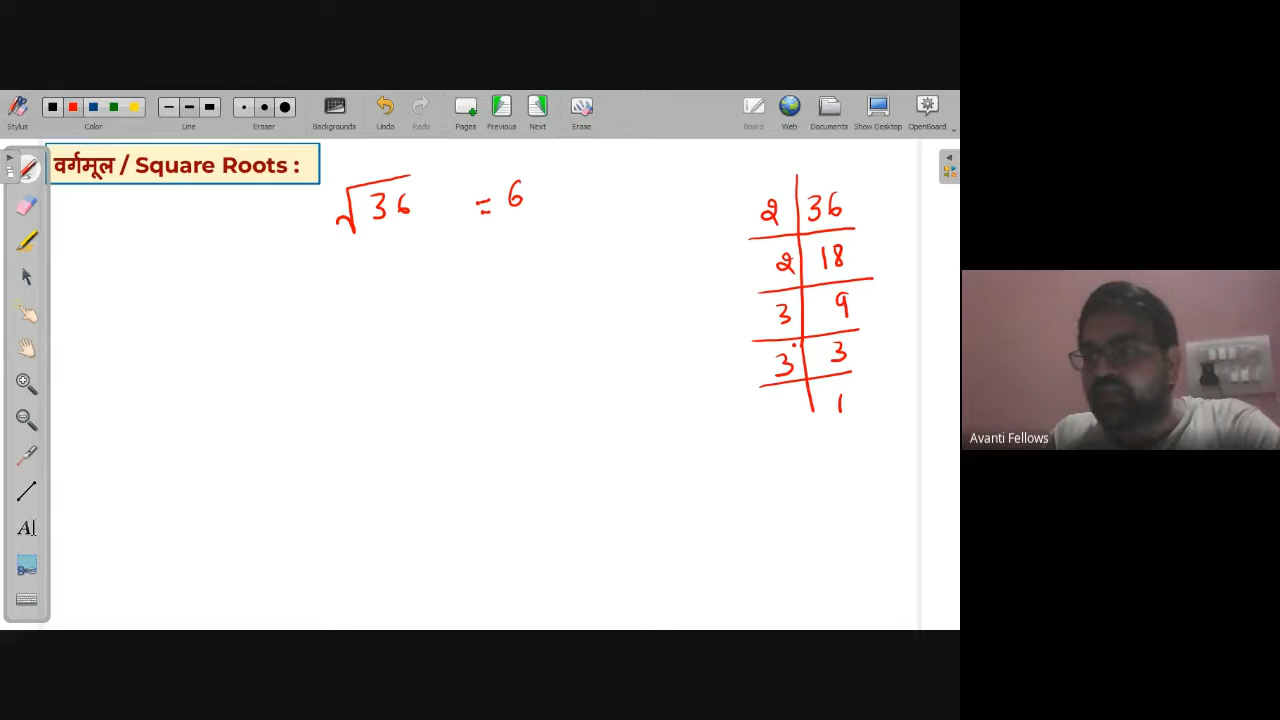 Stylus
Color
Line
Eraser
Backgrounds
Undo
Redo
Pages
Previous
Next
Erase
Board
Web
Documents
Show Desktop
OpenBoard
वर्गमूल / Square Roots :
√36 = 6
2 36
2 18
3 9
3 3
1
A
Avanti Fellows